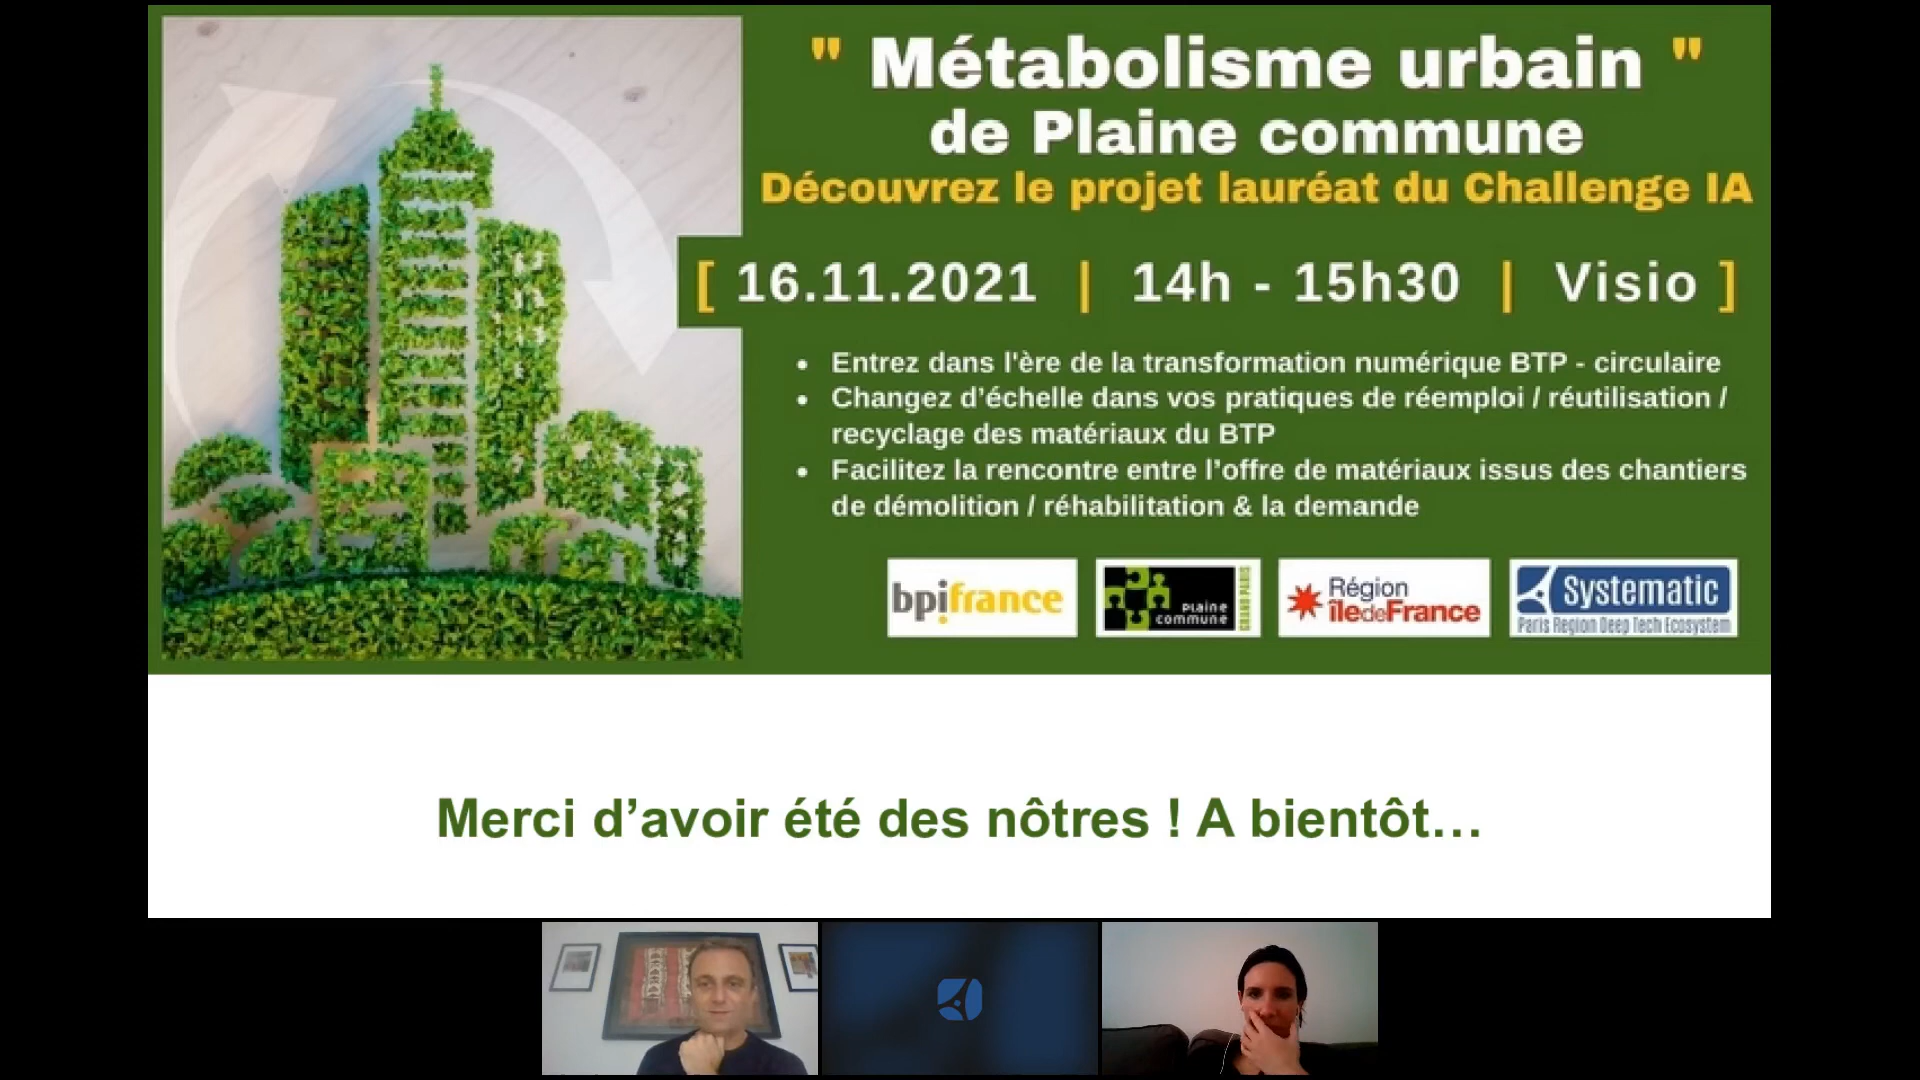 " Métabolisme urbain "
de Plaine commune
Découvrez le projet lauréat du Challenge IA
[ 16.11.2021 | 14h - 15h30 | Visio ]
• Entrez dans l'ère de la transformation numérique BTP - circulaire
• Changez d’échelle dans vos pratiques de réemploi / réutilisation /
recyclage des matériaux du BTP
• Facilitez la rencontre entre l’offre de matériaux issus des chantiers
de démolition / réhabilitation & la demande
bpifrance
plaine
commune
GRAND PARIS
Région
îledeFrance
Systematic
Paris Region Deep Tech Ecosystem
Merci d’avoir été des nôtres ! A bientôt…